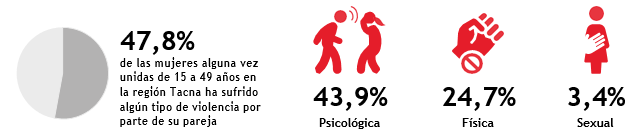 47,8%
de las mujeres alguna vez
unidas de 15 a 49 años en
la región Tacna ha sufrido
algún tipo de violencia por
parte de su pareja
43,9%
Psicológica
24,7%
Física
3,4%
Sexual